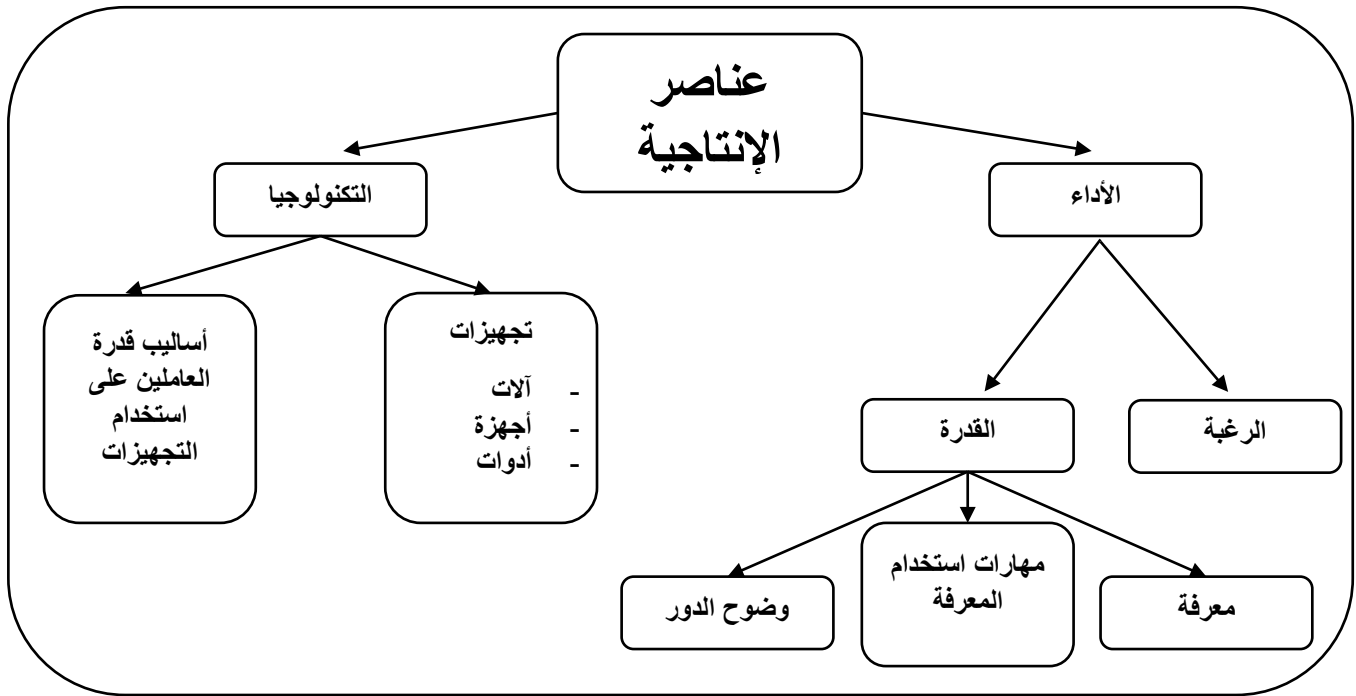 عناصر
الإنتاجية
الأداء
التكنولوجيا
تجهيزات
- آلات
- أجهزة
- أدوات
أساليب قدرة
العاملين على
استخدام
التجهيزات
الرغبة
القدرة
معرفة
مهارات استخدام
المعرفة
وضوح الدور